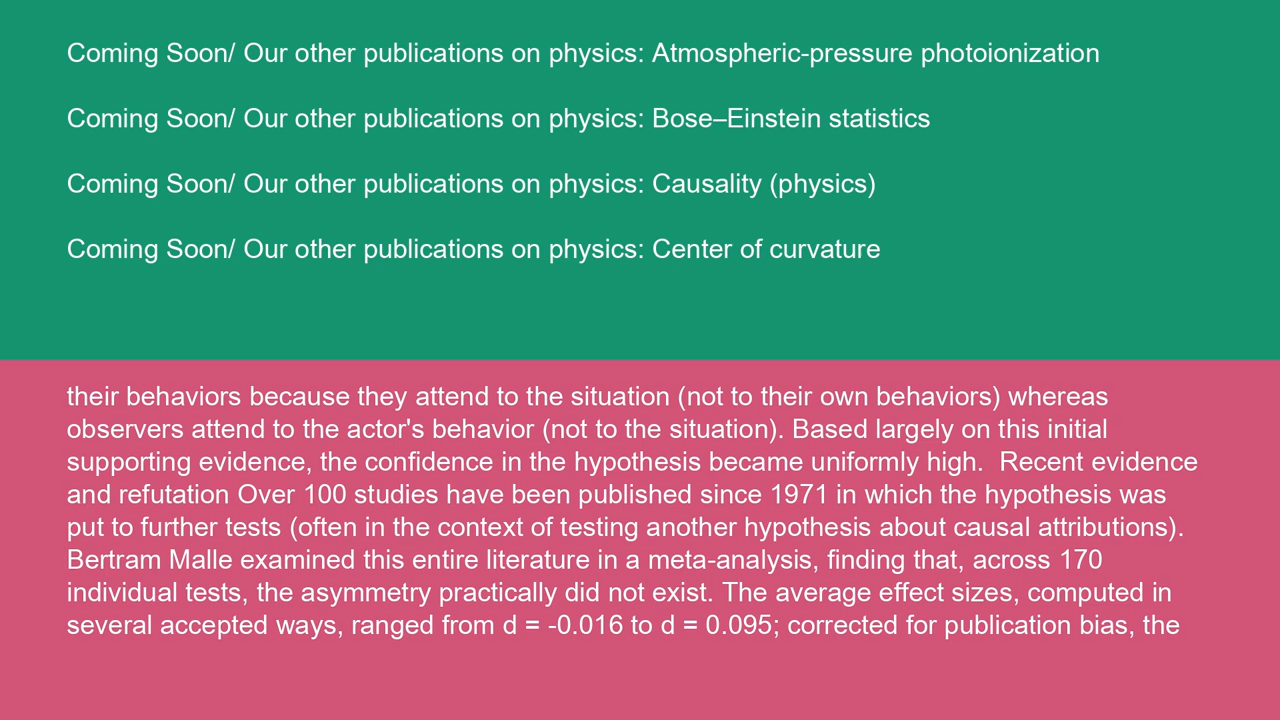 Coming Soon/ Our other publications on physics: Atmospheric-pressure photoionization
Coming Soon/ Our other publications on physics: Bose–Einstein statistics
Coming Soon/ Our other publications on physics: Causality (physics)
Coming Soon/ Our other publications on physics: Center of curvature
their behaviors because they attend to the situation (not to their own behaviors) whereas
observers attend to the actor's behavior (not to the situation). Based largely on this initial
supporting evidence, the confidence in the hypothesis became uniformly high.  Recent evidence
and refutation Over 100 studies have been published since 1971 in which the hypothesis was
put to further tests (often in the context of testing another hypothesis about causal attributions).
Bertram Malle examined this entire literature in a meta-analysis, finding that, across 170
individual tests, the asymmetry practically did not exist. The average effect sizes, computed in
several accepted ways, ranged from d = -0.016 to d = 0.095; corrected for publication bias, the